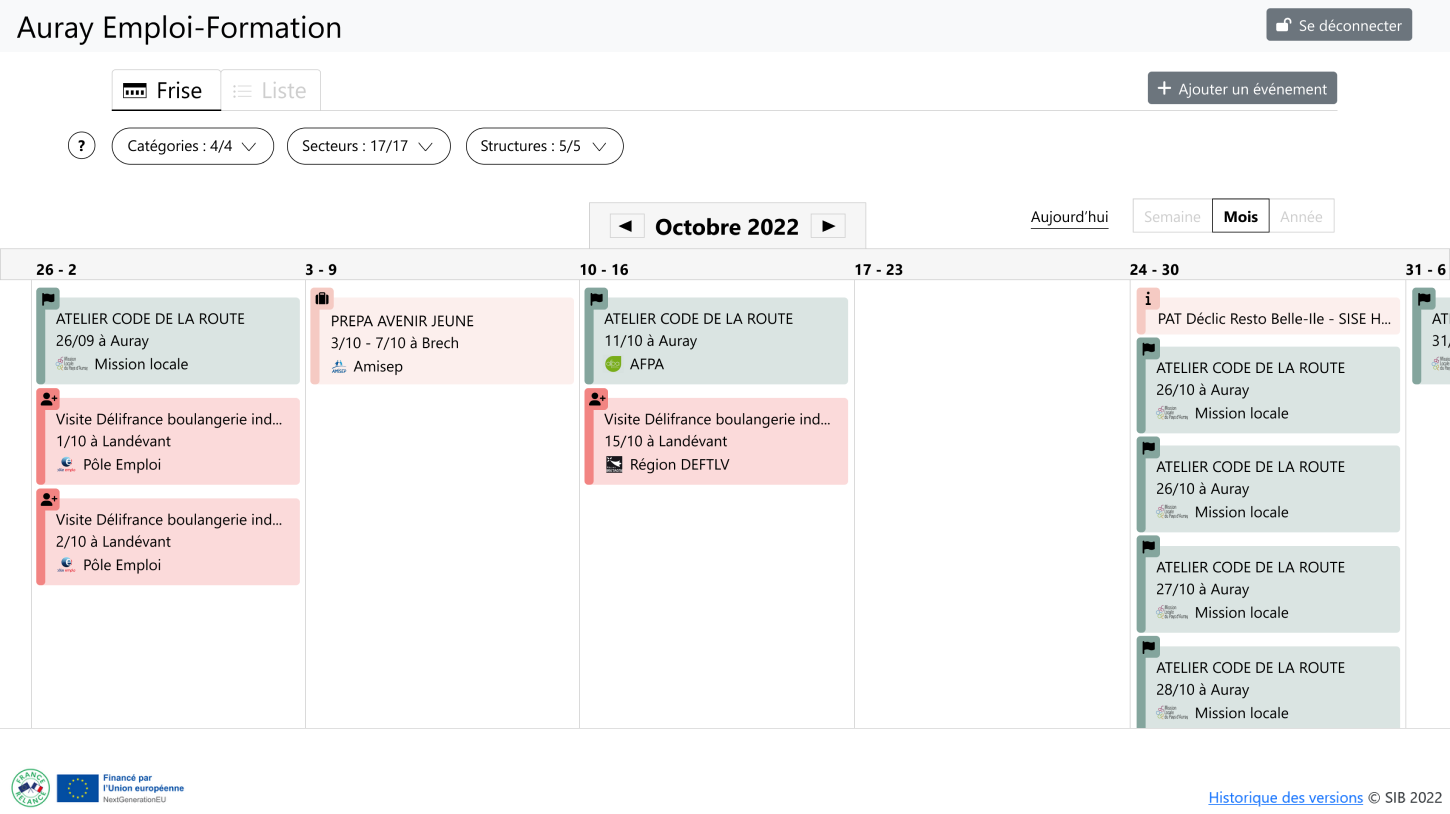 Auray Emploi-Formation
Se déconnecter
Frise
Liste
Ajouter un événement
?
Catégories : 4/4
Secteurs : 17/17
Structures : 5/5
Octobre 2022
Aujourd'hui
Semaine
Mois
Année
26 - 2
3 - 9
10 - 16
17 - 23
24 - 30
31 - 6
ATELIER CODE DE LA ROUTE
26/09 à Auray
Mission locale
Visite Délifrance boulangerie ind...
1/10 à Landévant
Pôle Emploi
Visite Délifrance boulangerie ind...
2/10 à Landévant
Pôle Emploi
PREPA AVENIR JEUNE
3/10 - 7/10 à Brech
AMISEP
Amisep
ATELIER CODE DE LA ROUTE
11/10 à Auray
AFPA
Visite Délifrance boulangerie ind...
15/10 à Landévant
Région DEFTLV
PAT Déclic Resto Belle-Ile - SISE H...
ATELIER CODE DE LA ROUTE
26/10 à Auray
Mission locale
ATELIER CODE DE LA ROUTE
26/10 à Auray
Mission locale
ATELIER CODE DE LA ROUTE
27/10 à Auray
Mission locale
ATELIER CODE DE LA ROUTE
28/10 à Auray
Mission locale
31/
FRANCE RELANCE
Financé par
l'Union européenne
NextGenerationEU
Historique des versions © SIB 2022